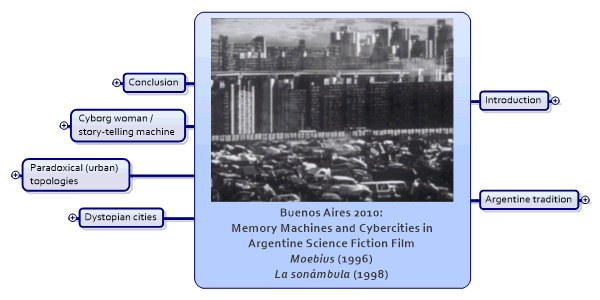 Conclusion
Cyborg woman /
story-telling machine
Paradoxical (urban)
topologies
Dystopian cities
Buenos Aires 2010:
Memory Machines and Cybercities in
Argentine Science Fiction Film
Moebius (1996)
La sonámbula (1998)
Introduction
Argentine tradition